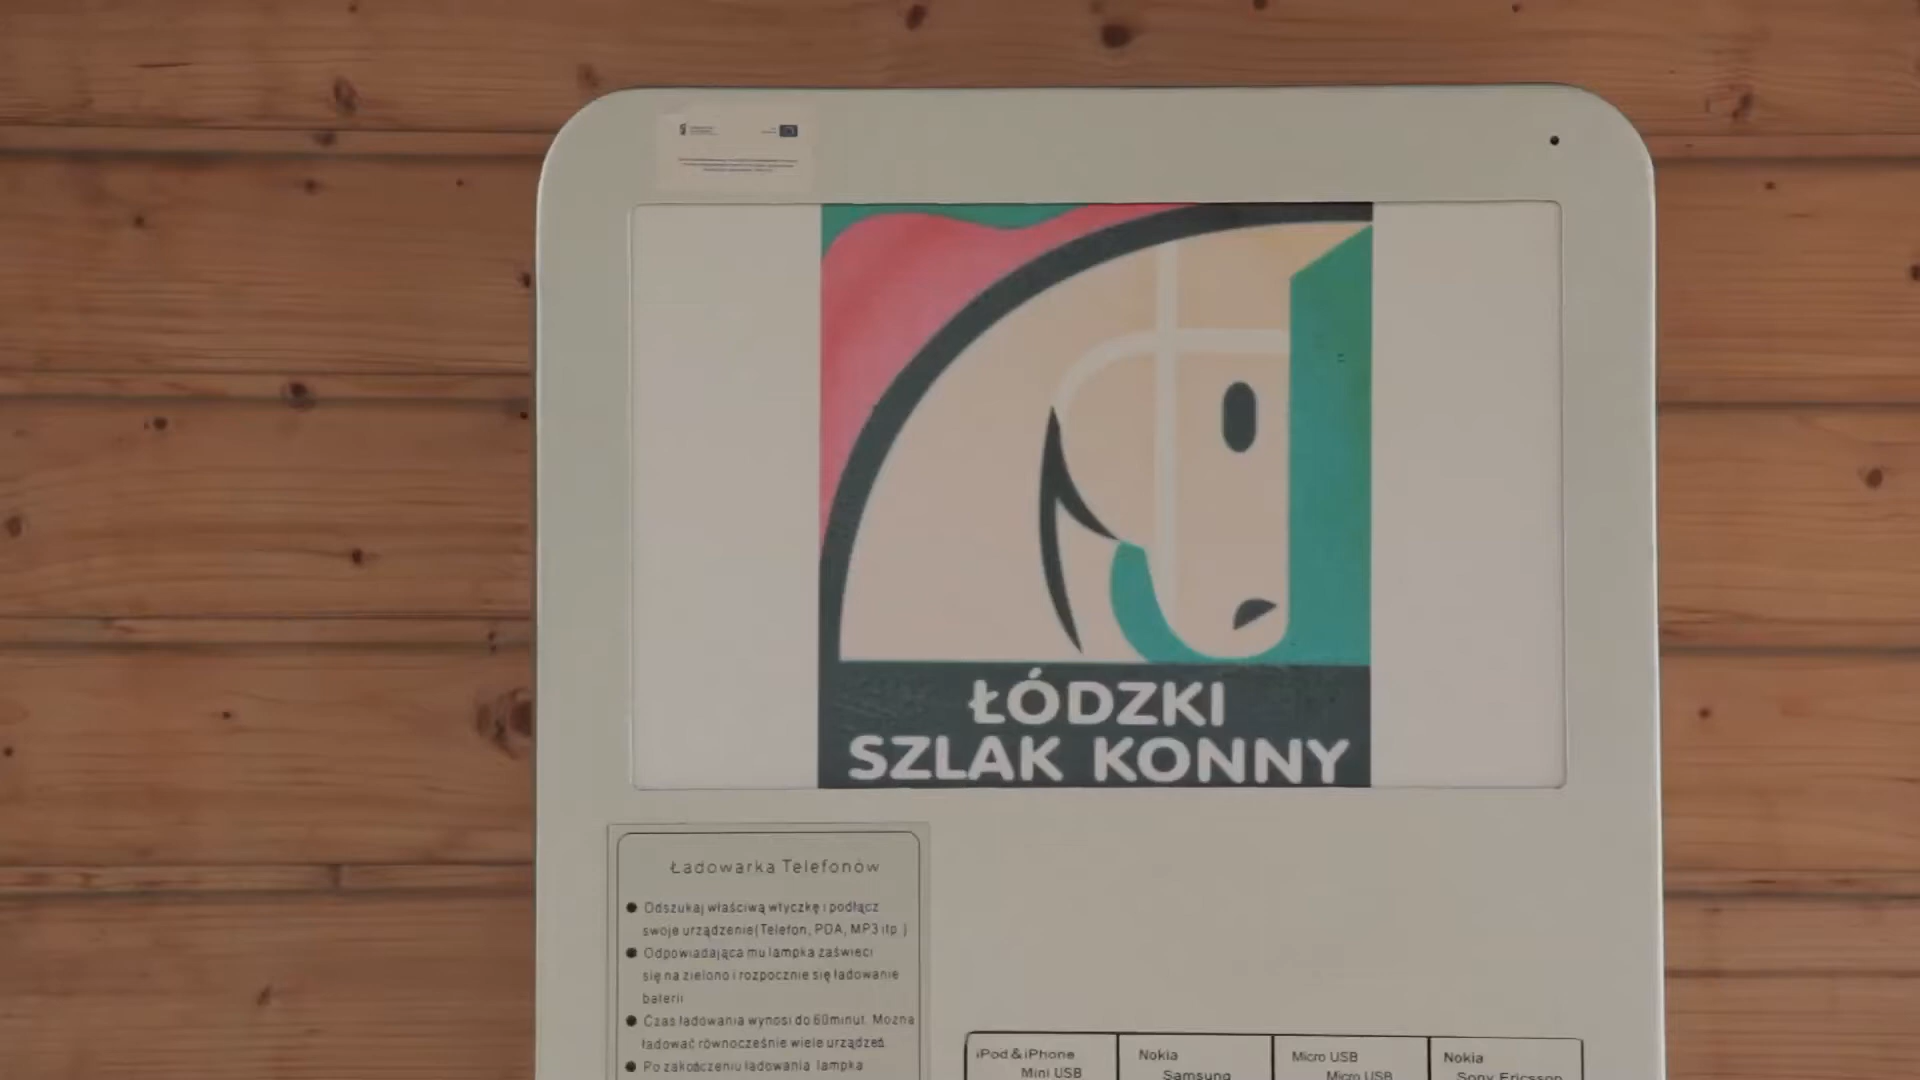 ŁÓDZKI
SZLAK KONNY
Ładowarka Telefonów
Odszukaj właściwą wtyczkę i podłącz
swoje urządzenie(Telefon, PDA, MP3 itp.)
Odpowiadająca mu lampka zaświeci
się na zielono i rozpocznie się ładowanie
baterii
Czas ładowania wynosi do 60minut. Mozna
ładować równocześnie wiele urządzeń
Po zakończeniu ładowania lampka
iPod & iPhone
Mini USB
Nokia
Samsung
Micro USB
Micro USB
Nokia
Sony Ericsson